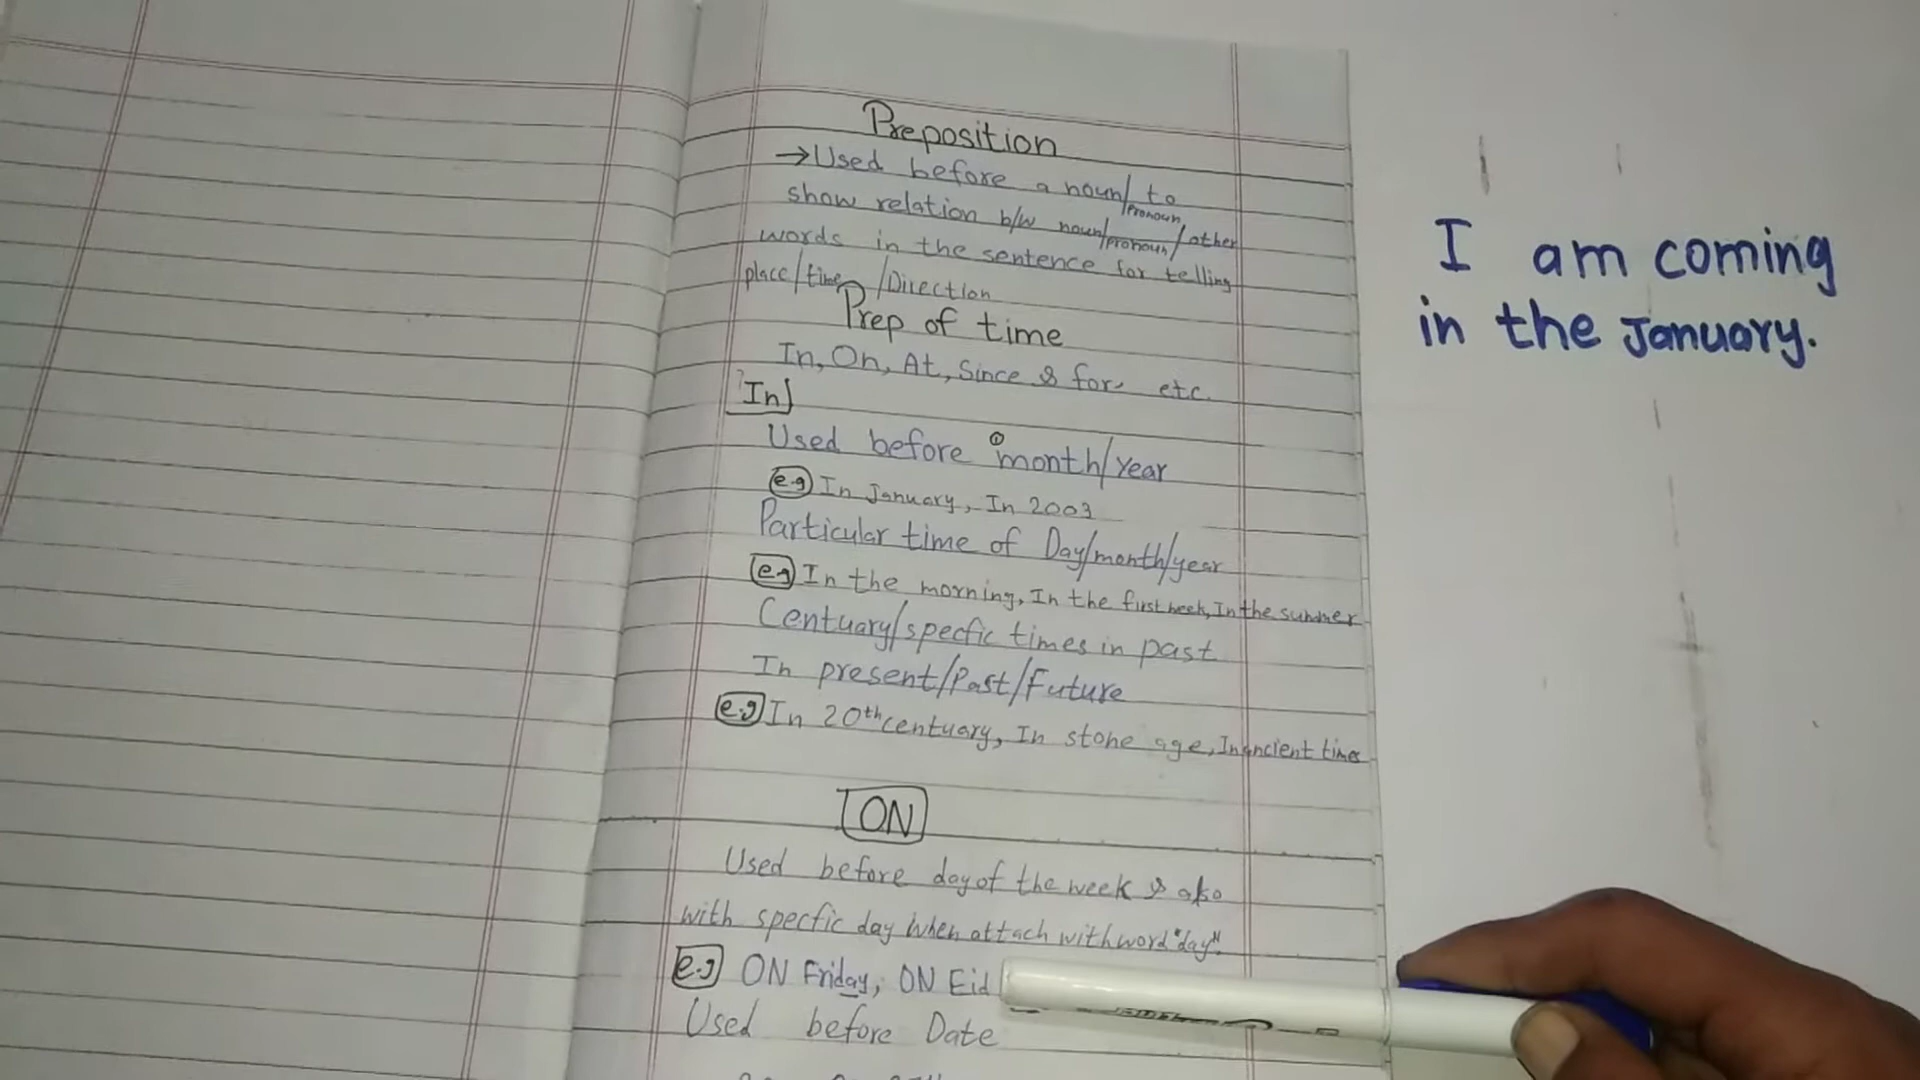 Preposition
→Used before a noun/pronoun to
show relation b/w noun/pronoun/other
words in the sentence for telling
place/time/Direction
Prep of time
In, On, At, Since & for etc.
In
Used before ① month/year
e.g In January, In 2003
Particular time of Day/month/year
e.g In the morning, In the first week, In the summer
Centuary/specfic times in past
In present/Past/Future
e.g In 20th centuary, In stone age, In ancient times
ON
Used before day of the week & also
with specfic day when attach with word "day".
e.g ON Friday, ON Eid
Used before Date
I am coming
in the January.